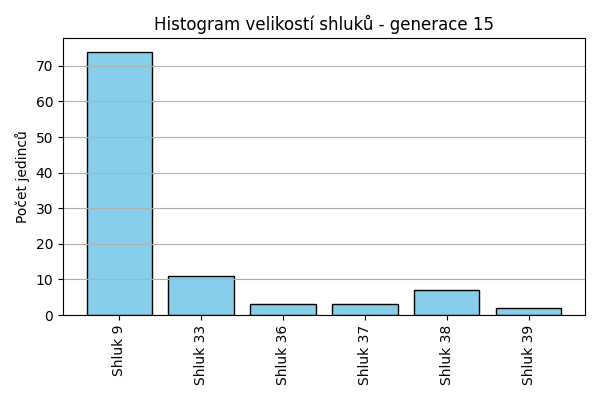 Histogram velikostí shluků - generace 15
Počet jedinců
70
60
50
40
30
20
10
0
Shluk 9
Shluk 33
Shluk 36
Shluk 37
Shluk 38
Shluk 39